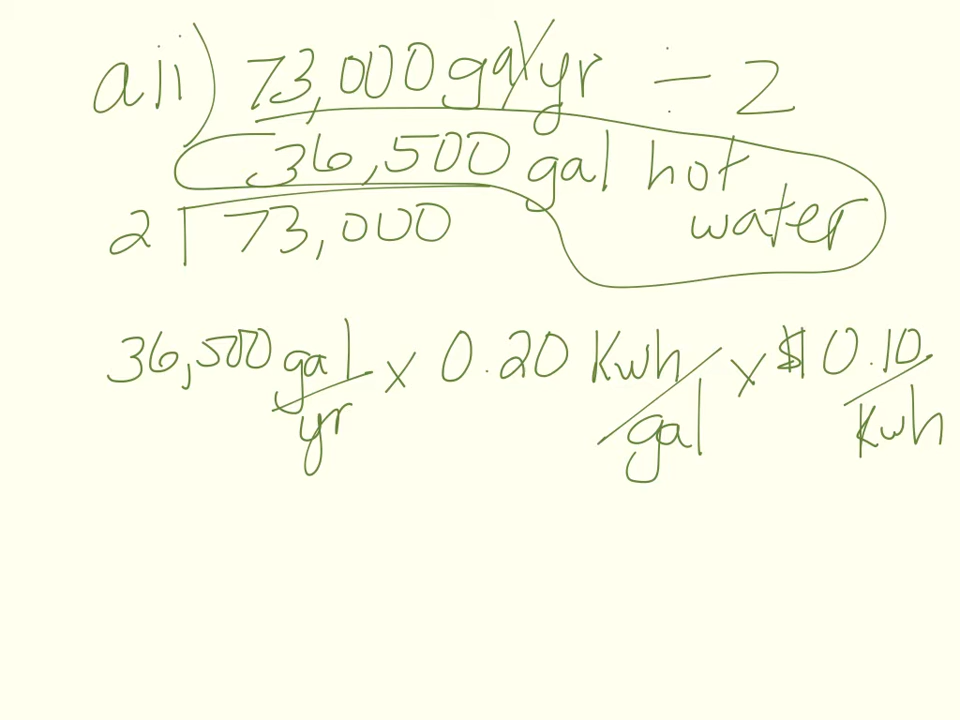 aii) 73,000 gal/yr ÷ 2
36,500 gal hot
water
2 73,000
36,500 gal/yr x 0.20 Kwh/gal x $0.10/Kwh